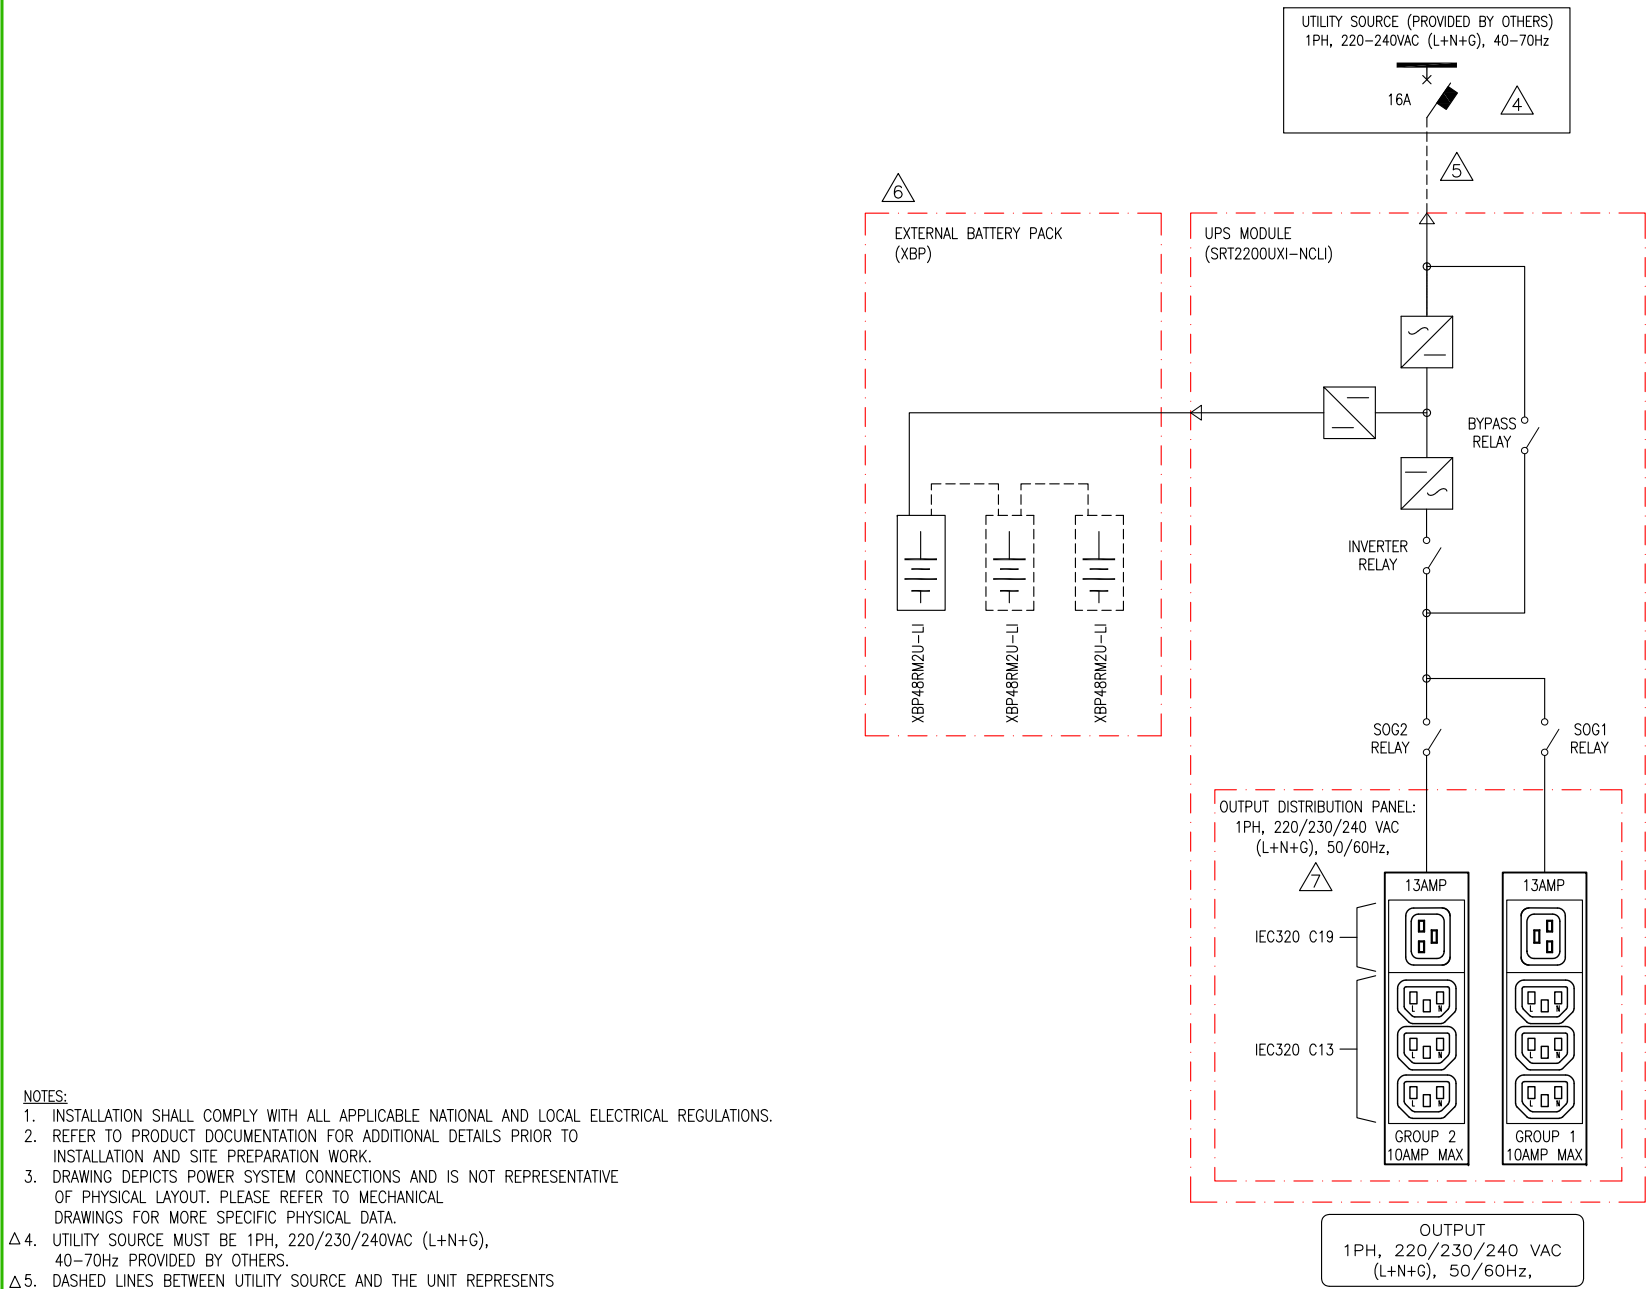 UTILITY SOURCE (PROVIDED BY OTHERS)
1PH, 220-240VAC (L+N+G), 40-70Hz
16A
4
5
6
EXTERNAL BATTERY PACK
(XBP)
UPS MODULE
(SRT2200UXI-NCLI)
BYPASS
RELAY
INVERTER
RELAY
XBP48RM2U-LI
XBP48RM2U-LI
XBP48RM2U-LI
SOG2
RELAY
SOG1
RELAY
OUTPUT DISTRIBUTION PANEL:
1PH, 220/230/240 VAC
(L+N+G), 50/60Hz,
7
13AMP
13AMP
IEC320 C19
IEC320 C13
L N
L N
L N
L N
L N
L N
GROUP 2
10AMP MAX
GROUP 1
10AMP MAX
OUTPUT
1PH, 220/230/240 VAC
(L+N+G), 50/60Hz,
NOTES:
1. INSTALLATION SHALL COMPLY WITH ALL APPLICABLE NATIONAL AND LOCAL ELECTRICAL REGULATIONS.
2. REFER TO PRODUCT DOCUMENTATION FOR ADDITIONAL DETAILS PRIOR TO
INSTALLATION AND SITE PREPARATION WORK.
3. DRAWING DEPICTS POWER SYSTEM CONNECTIONS AND IS NOT REPRESENTATIVE
OF PHYSICAL LAYOUT. PLEASE REFER TO MECHANICAL
DRAWINGS FOR MORE SPECIFIC PHYSICAL DATA.
△4. UTILITY SOURCE MUST BE 1PH, 220/230/240VAC (L+N+G),
40-70Hz PROVIDED BY OTHERS.
△5. DASHED LINES BETWEEN UTILITY SOURCE AND THE UNIT REPRESENTS